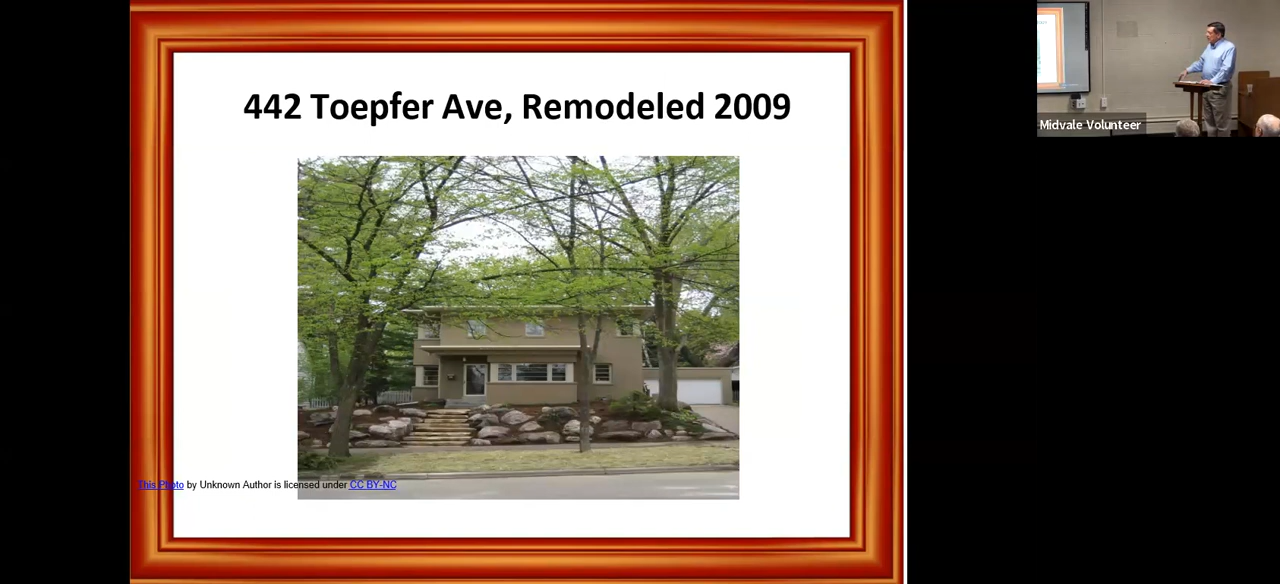 442 Toepfer Ave, Remodeled 2009
This Photo by Unknown Author is licensed under CC BY-NC
Midvale Volunteer